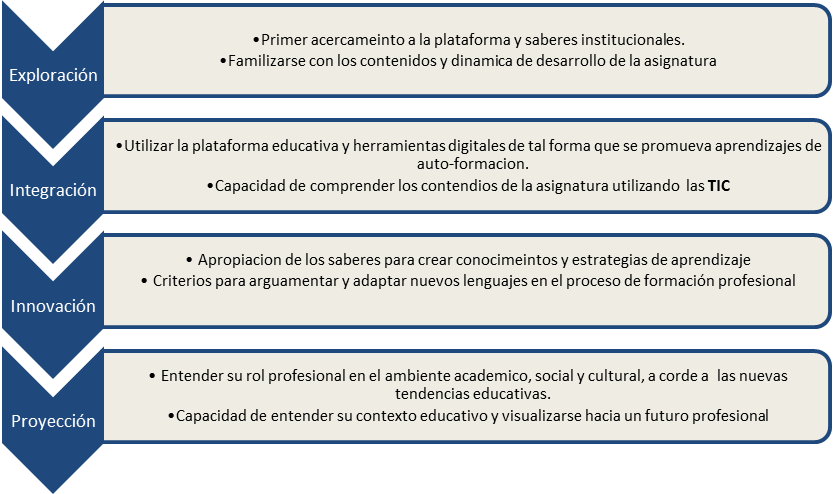 Exploración
•Primer acercameinto a la plataforma y saberes institucionales.
•Familizarse con los contenidos y dinamica de desarrollo de la asignatura
Integración
•Utilizar la plataforma educativa y herramientas digitales de tal forma que se promueva aprendizajes de
auto-formacion.
•Capacidad de comprender los contendios de la asignatura utilizando las TIC
Innovación
• Apropiacion de los saberes para crear conocimeintos y estrategias de aprendizaje
• Criterios para arguamentar y adaptar nuevos lenguajes en el proceso de formación profesional
Proyección
• Entender su rol profesional en el ambiente academico, social y cultural, a corde a las nuevas
tendencias educativas.
•Capacidad de entender su contexto educativo y visualizarse hacia un futuro profesional